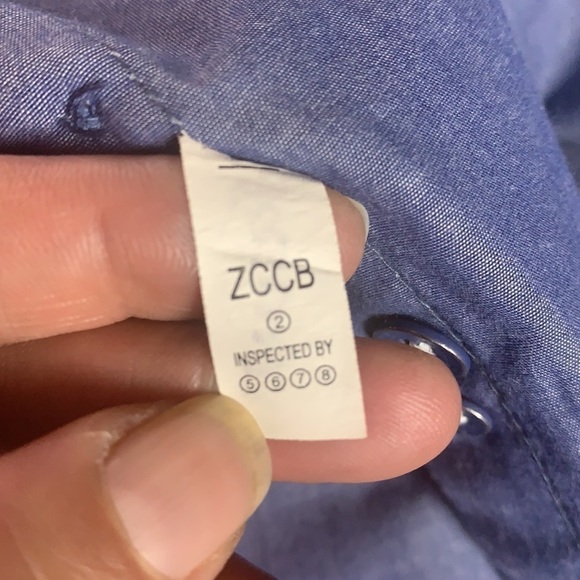 ZCCB
②
INSPECTED BY
⑤⑥⑦⑧